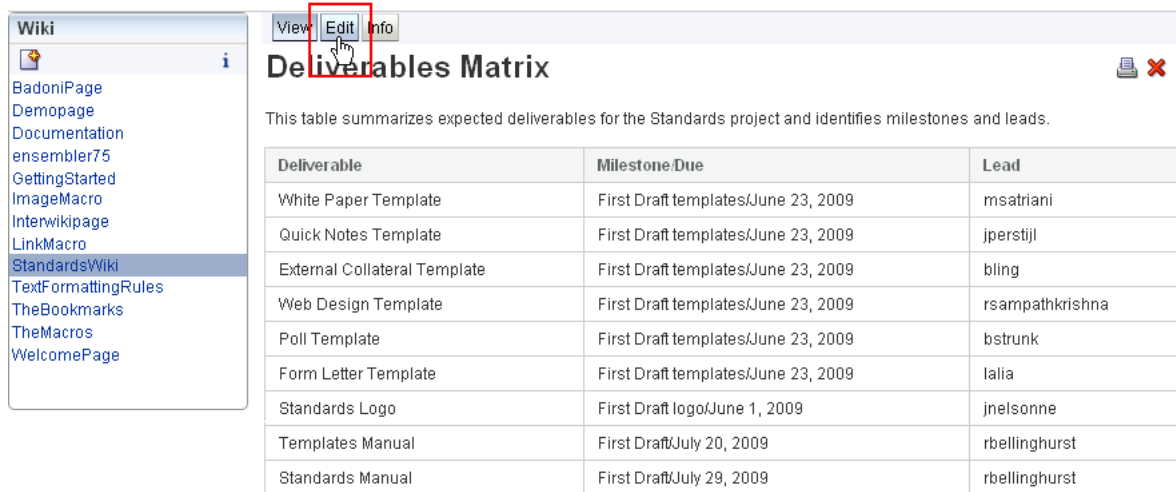 Wiki
i
BadoniPage
Demopage
Documentation
ensembler75
GettingStarted
ImageMacro
Interwikipage
LinkMacro
StandardsWiki
TextFormattingRules
TheBookmarks
TheMacros
WelcomePage
View Edit Info
Deliverables Matrix
This table summarizes expected deliverables for the Standards project and identifies milestones and leads.
Deliverable Milestone/Due Lead
White Paper Template First Draft templates/June 23, 2009 msatriani
Quick Notes Template First Draft templates/June 23, 2009 jperstijl
External Collateral Template First Draft templates/June 23, 2009 bling
Web Design Template First Draft templates/June 23, 2009 rsampathkrishna
Poll Template First Draft templates/June 23, 2009 bstrunk
Form Letter Template First Draft templates/June 23, 2009 lalia
Standards Logo First Draft logo/June 1, 2009 jnelsonne
Templates Manual First Draft/July 20, 2009 rbellinghurst
Standards Manual First Draft/July 29, 2009 rbellinghurst